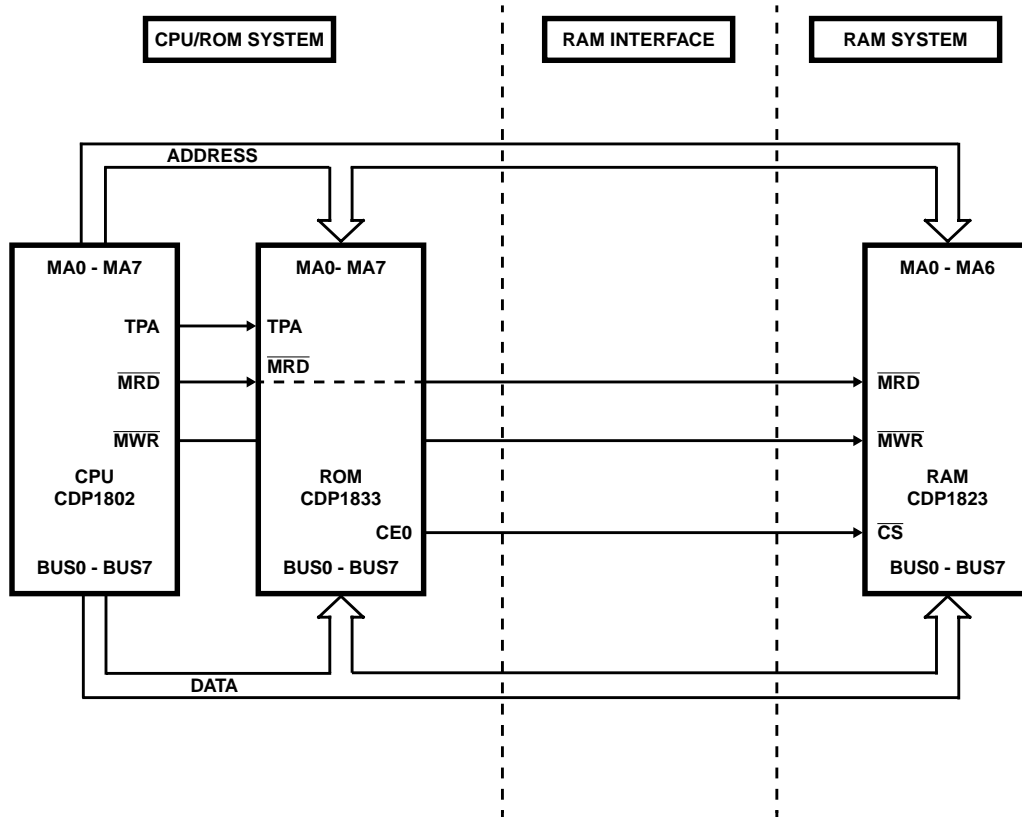 CPU/ROM SYSTEM
RAM INTERFACE
RAM SYSTEM
ADDRESS
MA0 - MA7
MA0- MA7
MA0 - MA6
TPA
TPA
MRD
MRD
MRD
MWR
MWR
CPU
CDP1802
ROM
CDP1833
RAM
CDP1823
CE0
CS
BUS0 - BUS7
BUS0 - BUS7
BUS0 - BUS7
DATA